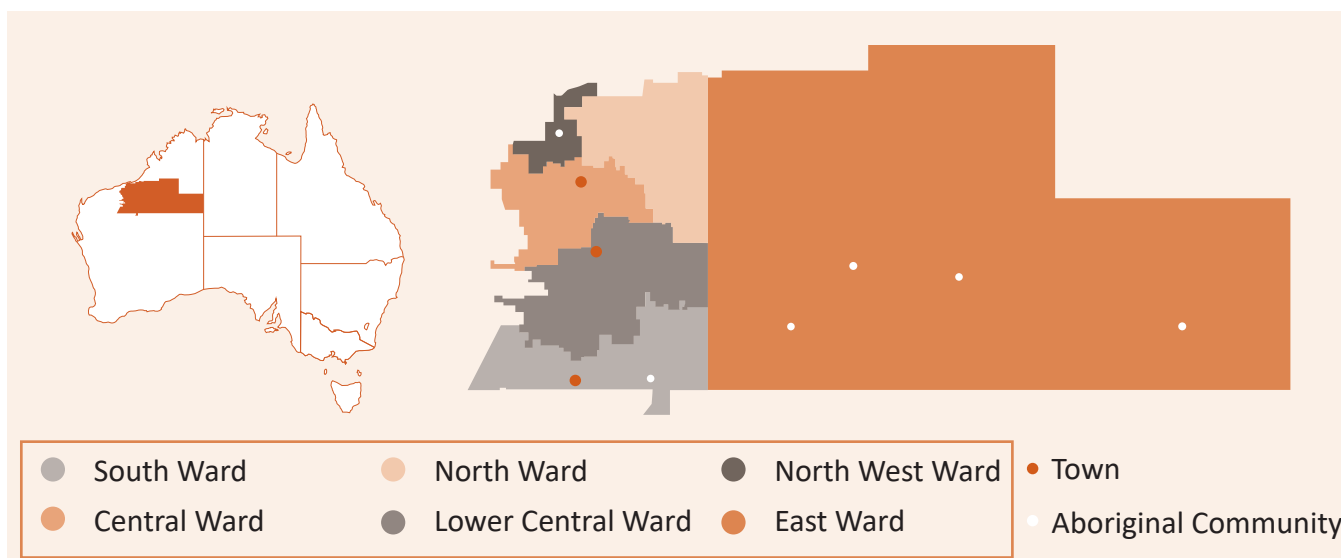 South Ward
North Ward
North West Ward
Town
Central Ward
Lower Central Ward
East Ward
Aboriginal Community